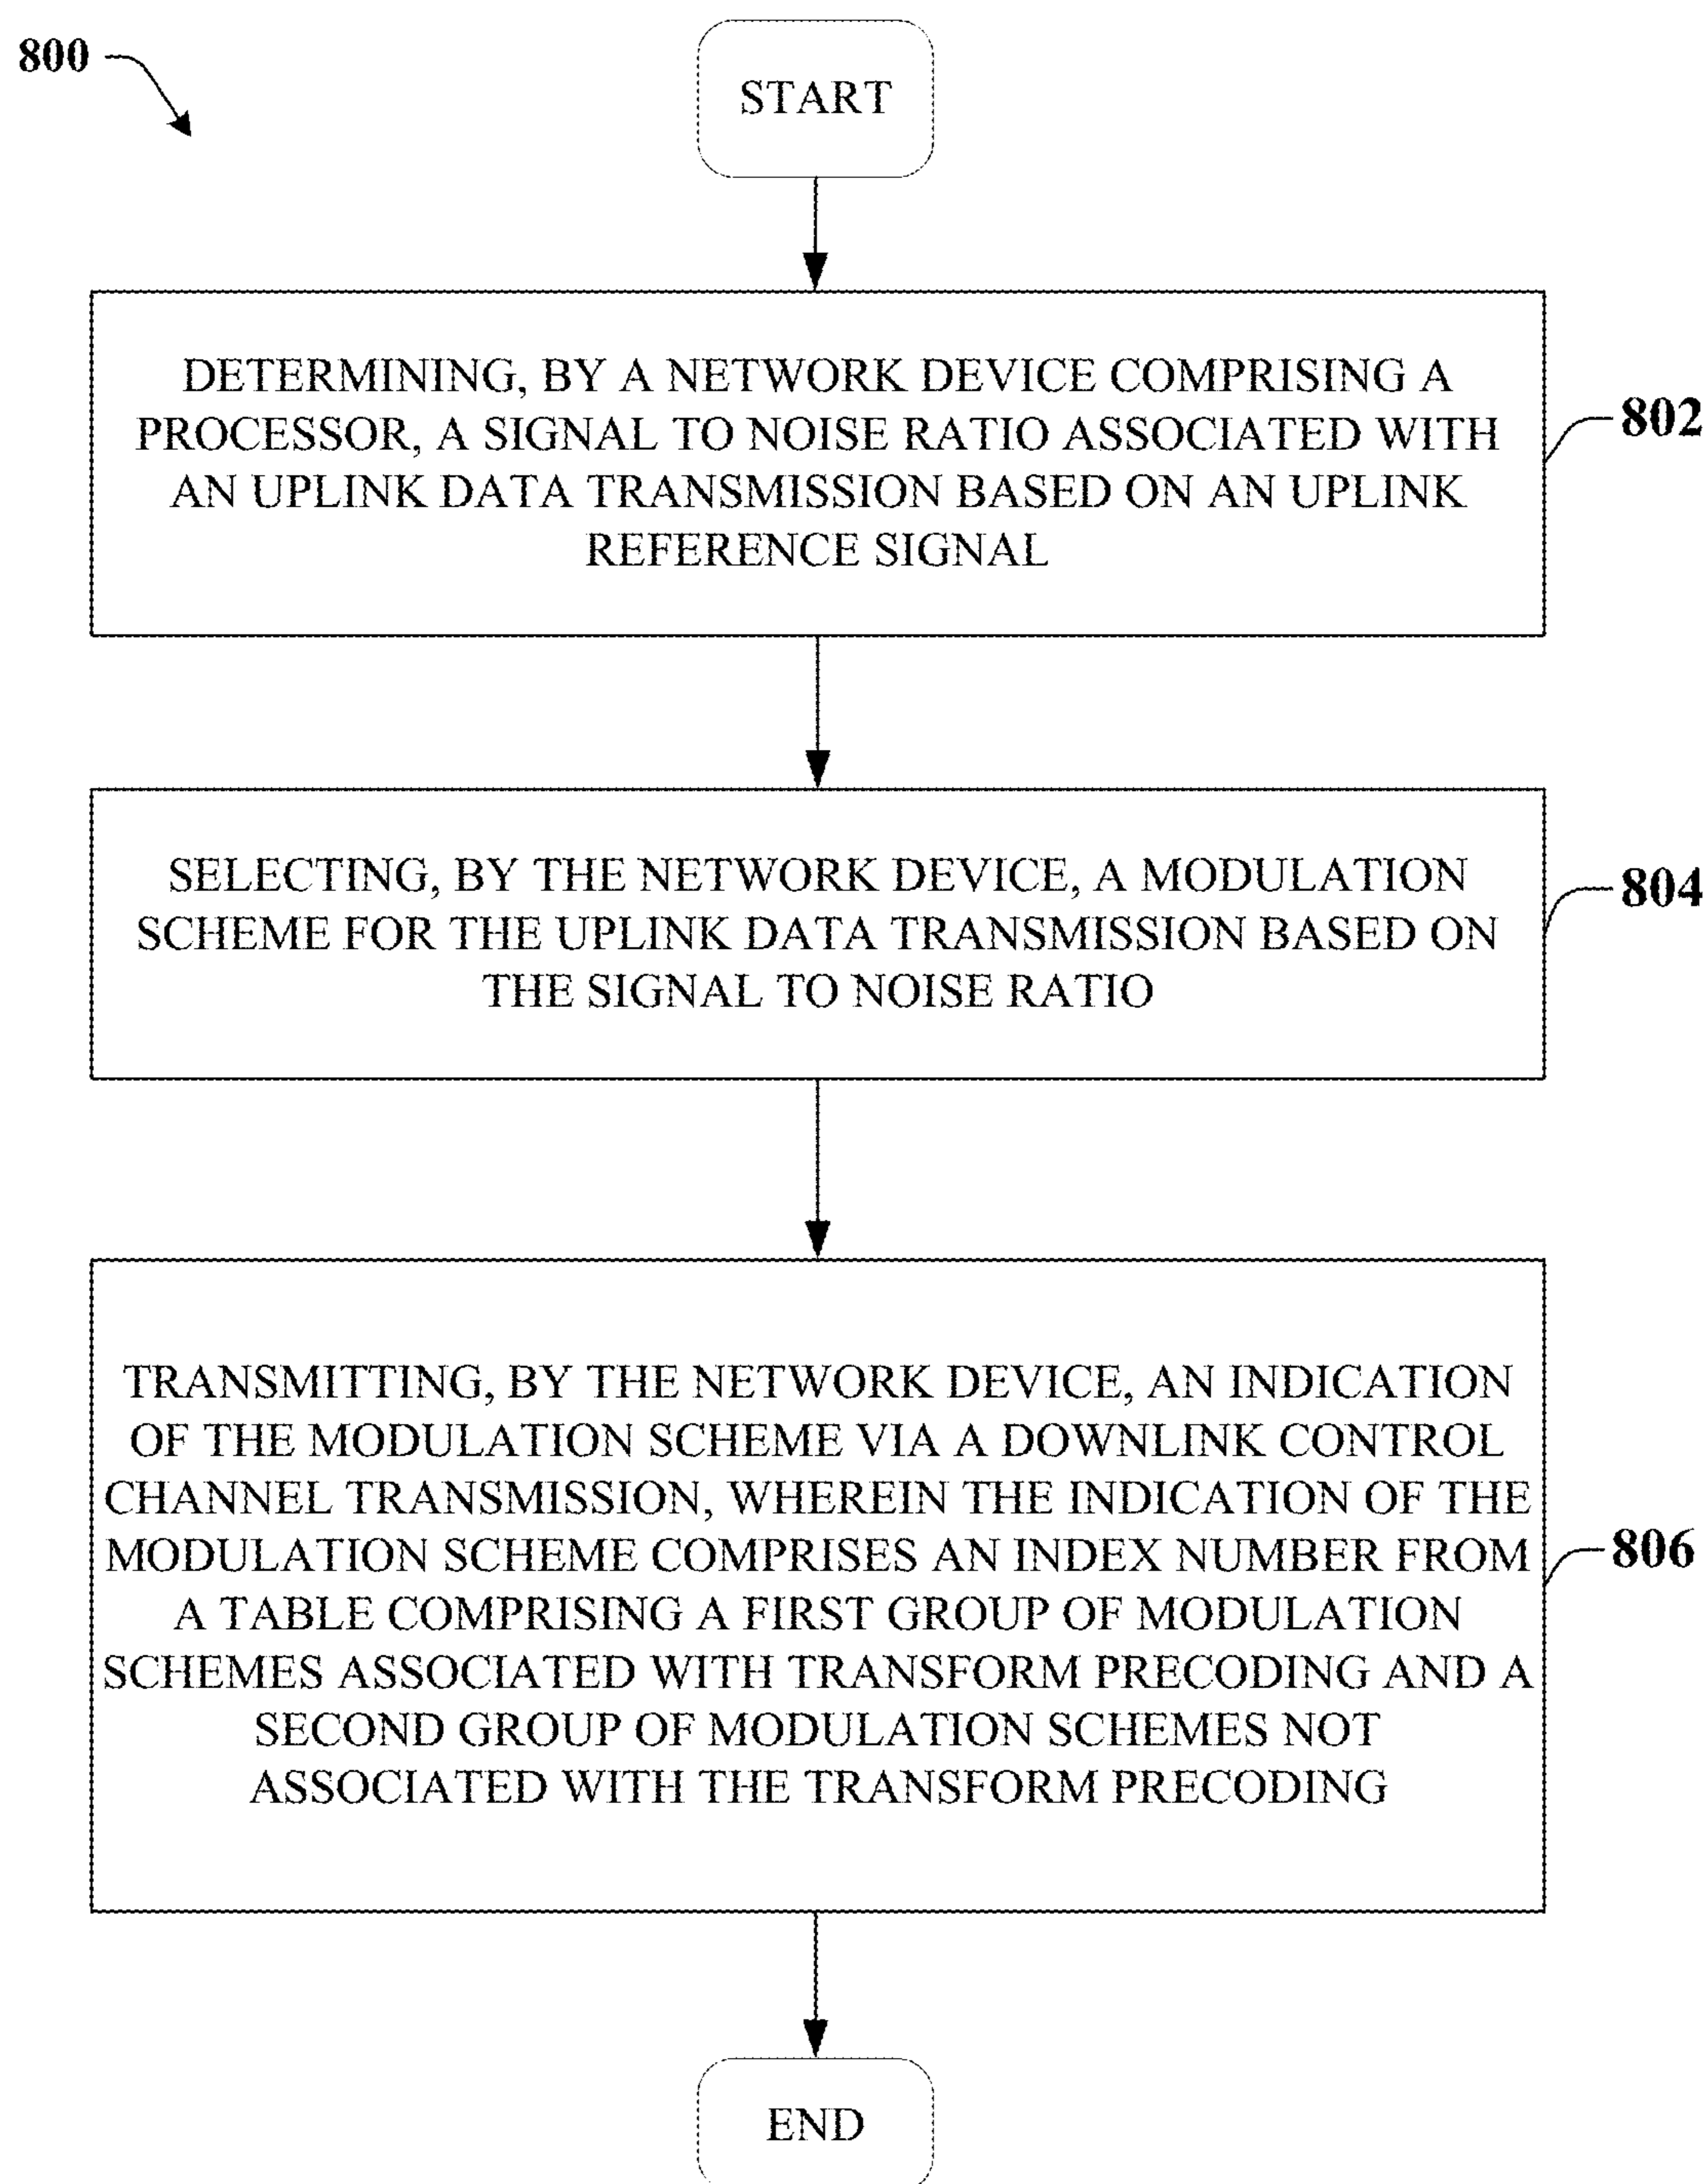 800
START
DETERMINING, BY A NETWORK DEVICE COMPRISING A
PROCESSOR, A SIGNAL TO NOISE RATIO ASSOCIATED WITH
AN UPLINK DATA TRANSMISSION BASED ON AN UPLINK
REFERENCE SIGNAL
802
SELECTING, BY THE NETWORK DEVICE, A MODULATION
SCHEME FOR THE UPLINK DATA TRANSMISSION BASED ON
THE SIGNAL TO NOISE RATIO
804
TRANSMITTING, BY THE NETWORK DEVICE, AN INDICATION
OF THE MODULATION SCHEME VIA A DOWNLINK CONTROL
CHANNEL TRANSMISSION, WHEREIN THE INDICATION OF THE
MODULATION SCHEME COMPRISES AN INDEX NUMBER FROM
A TABLE COMPRISING A FIRST GROUP OF MODULATION
SCHEMES ASSOCIATED WITH TRANSFORM PRECODING AND A
SECOND GROUP OF MODULATION SCHEMES NOT
ASSOCIATED WITH THE TRANSFORM PRECODING
806
END